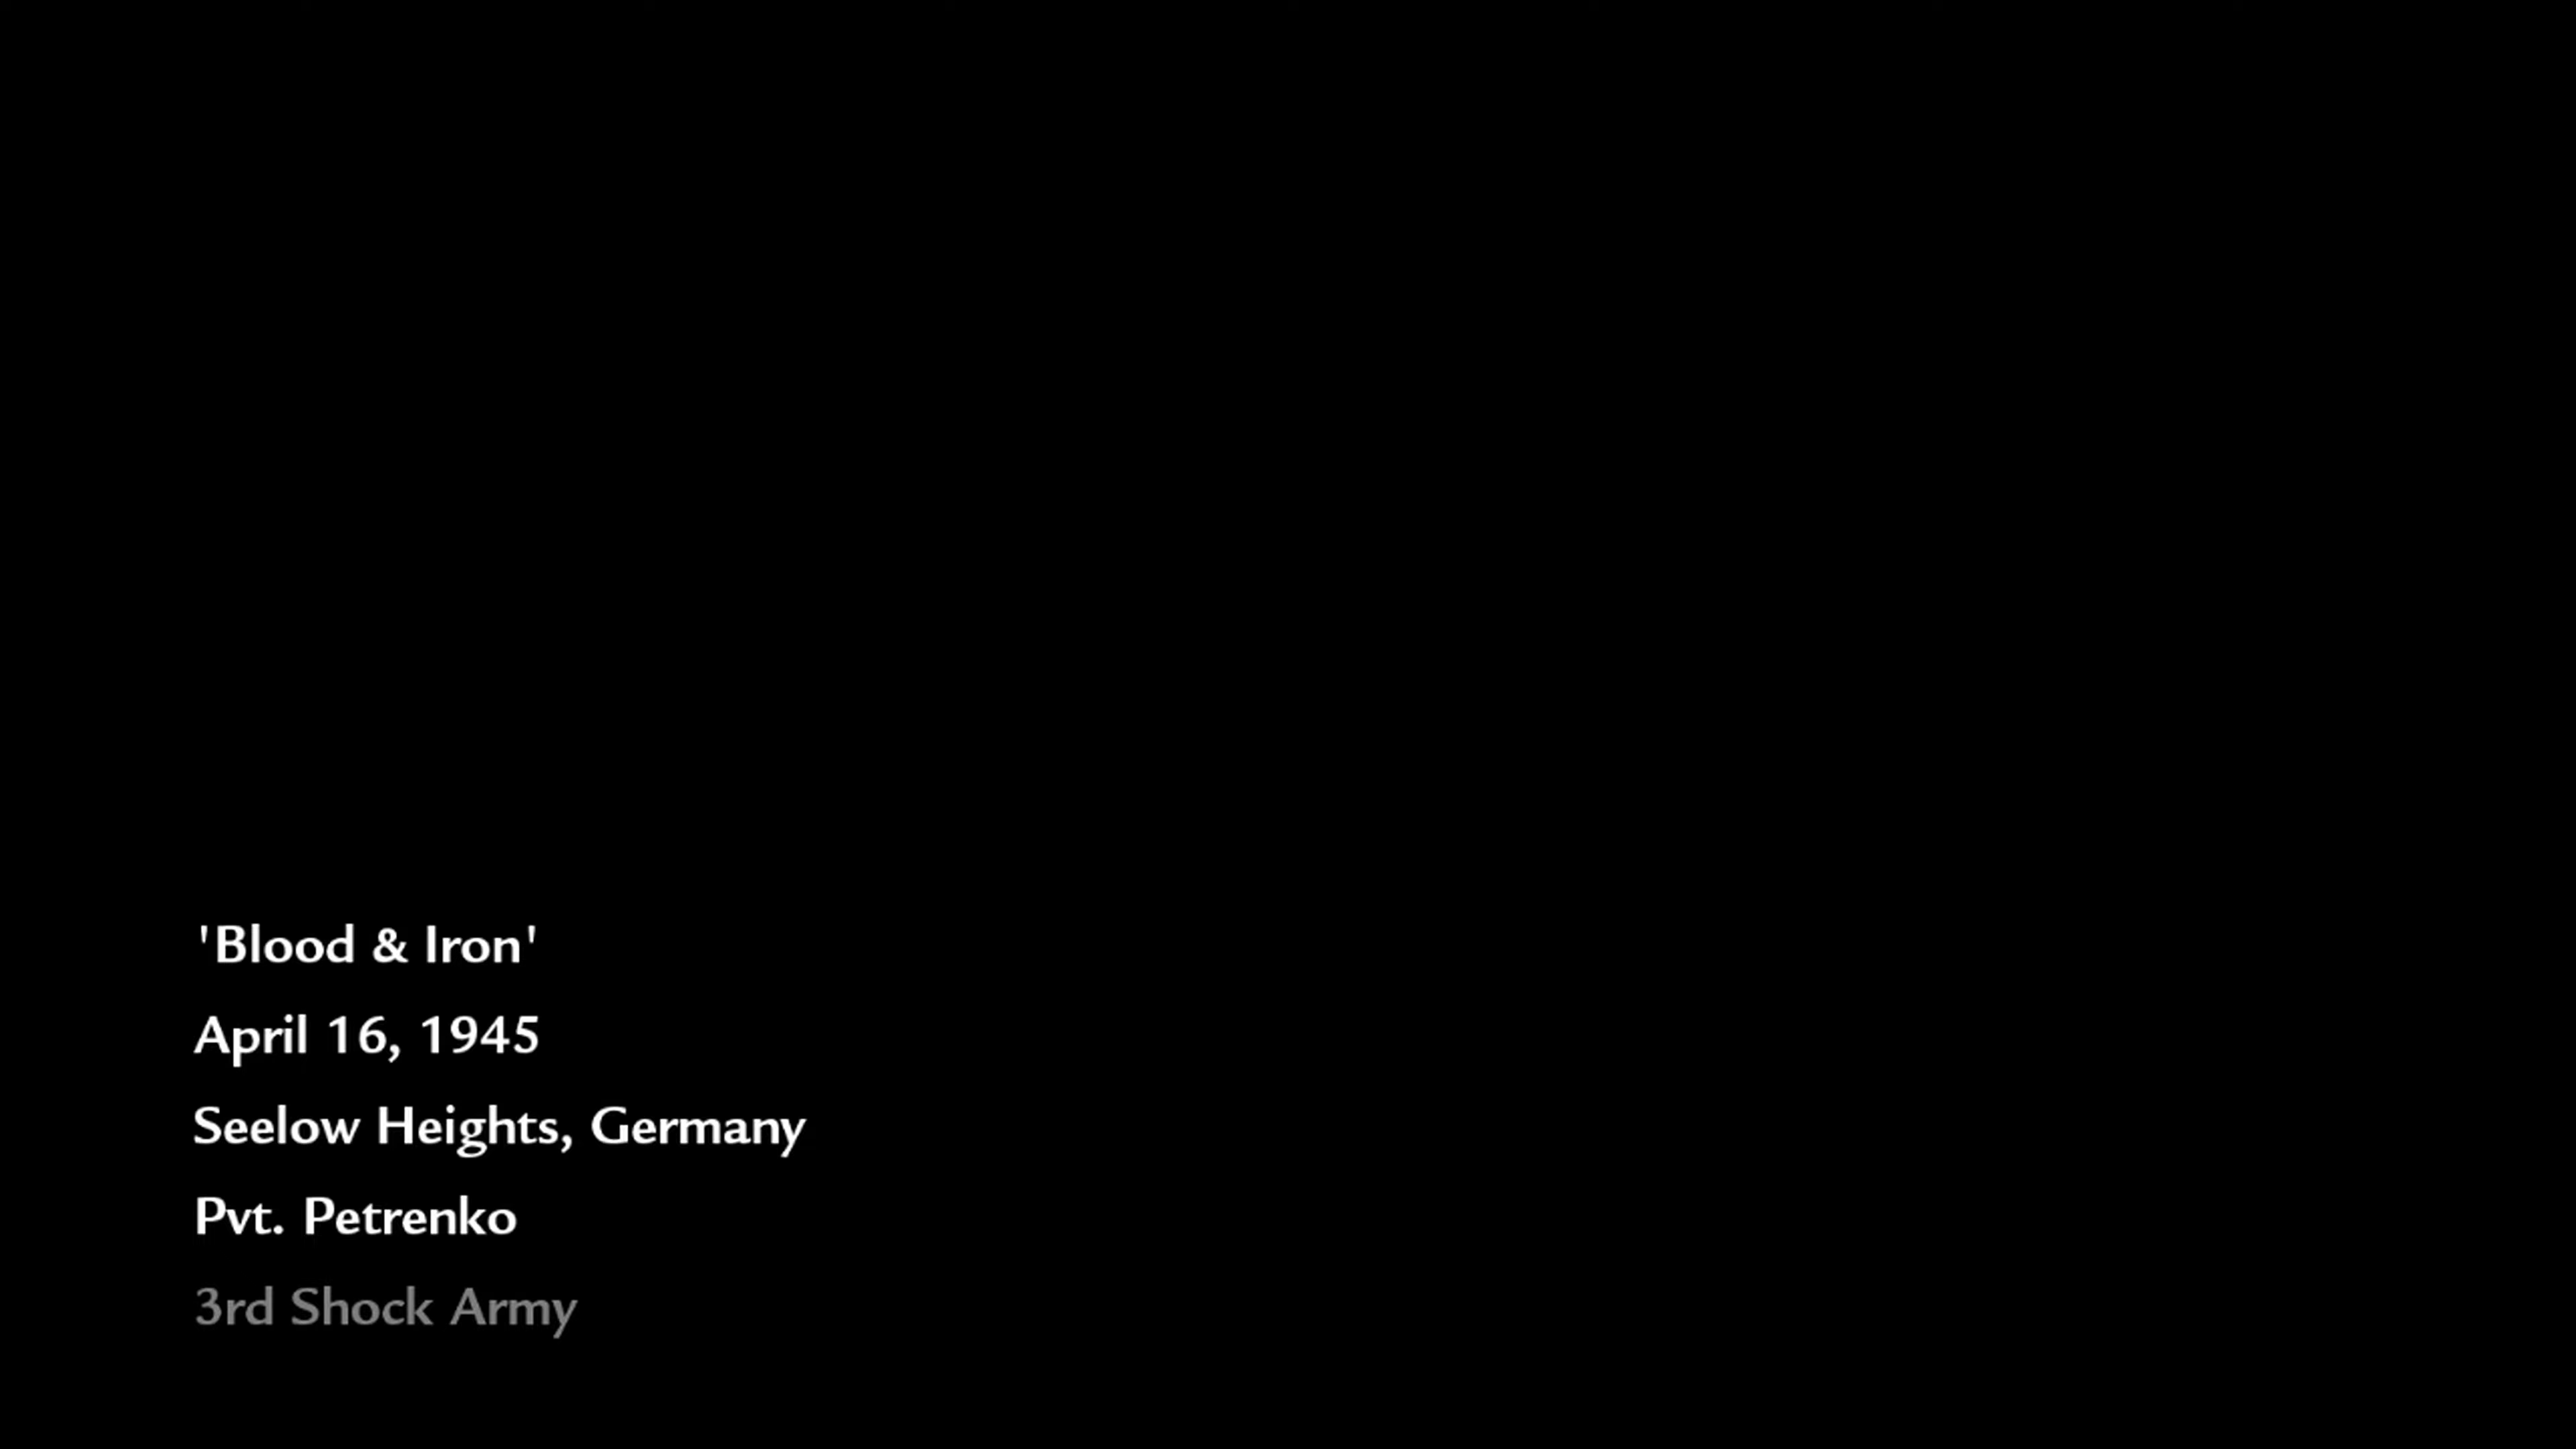 'Blood & Iron'
April 16, 1945
Seelow Heights, Germany
Pvt. Petrenko
3rd Shock Army